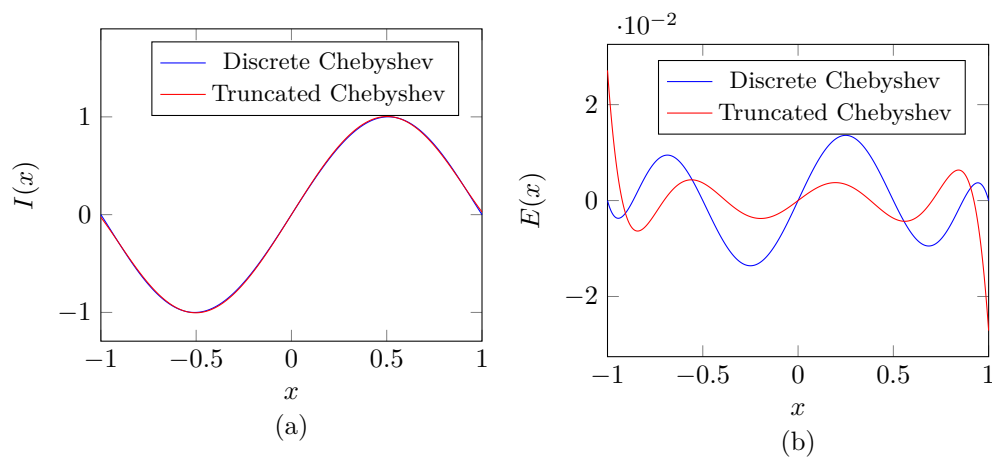 Discrete Chebyshev
Truncated Chebyshev
1
0
−1
I(x)
−1
−0.5
0
0.5
1
x
(a)
·10−2
Discrete Chebyshev
Truncated Chebyshev
2
0
−2
E(x)
−1
−0.5
0
0.5
1
x
(b)